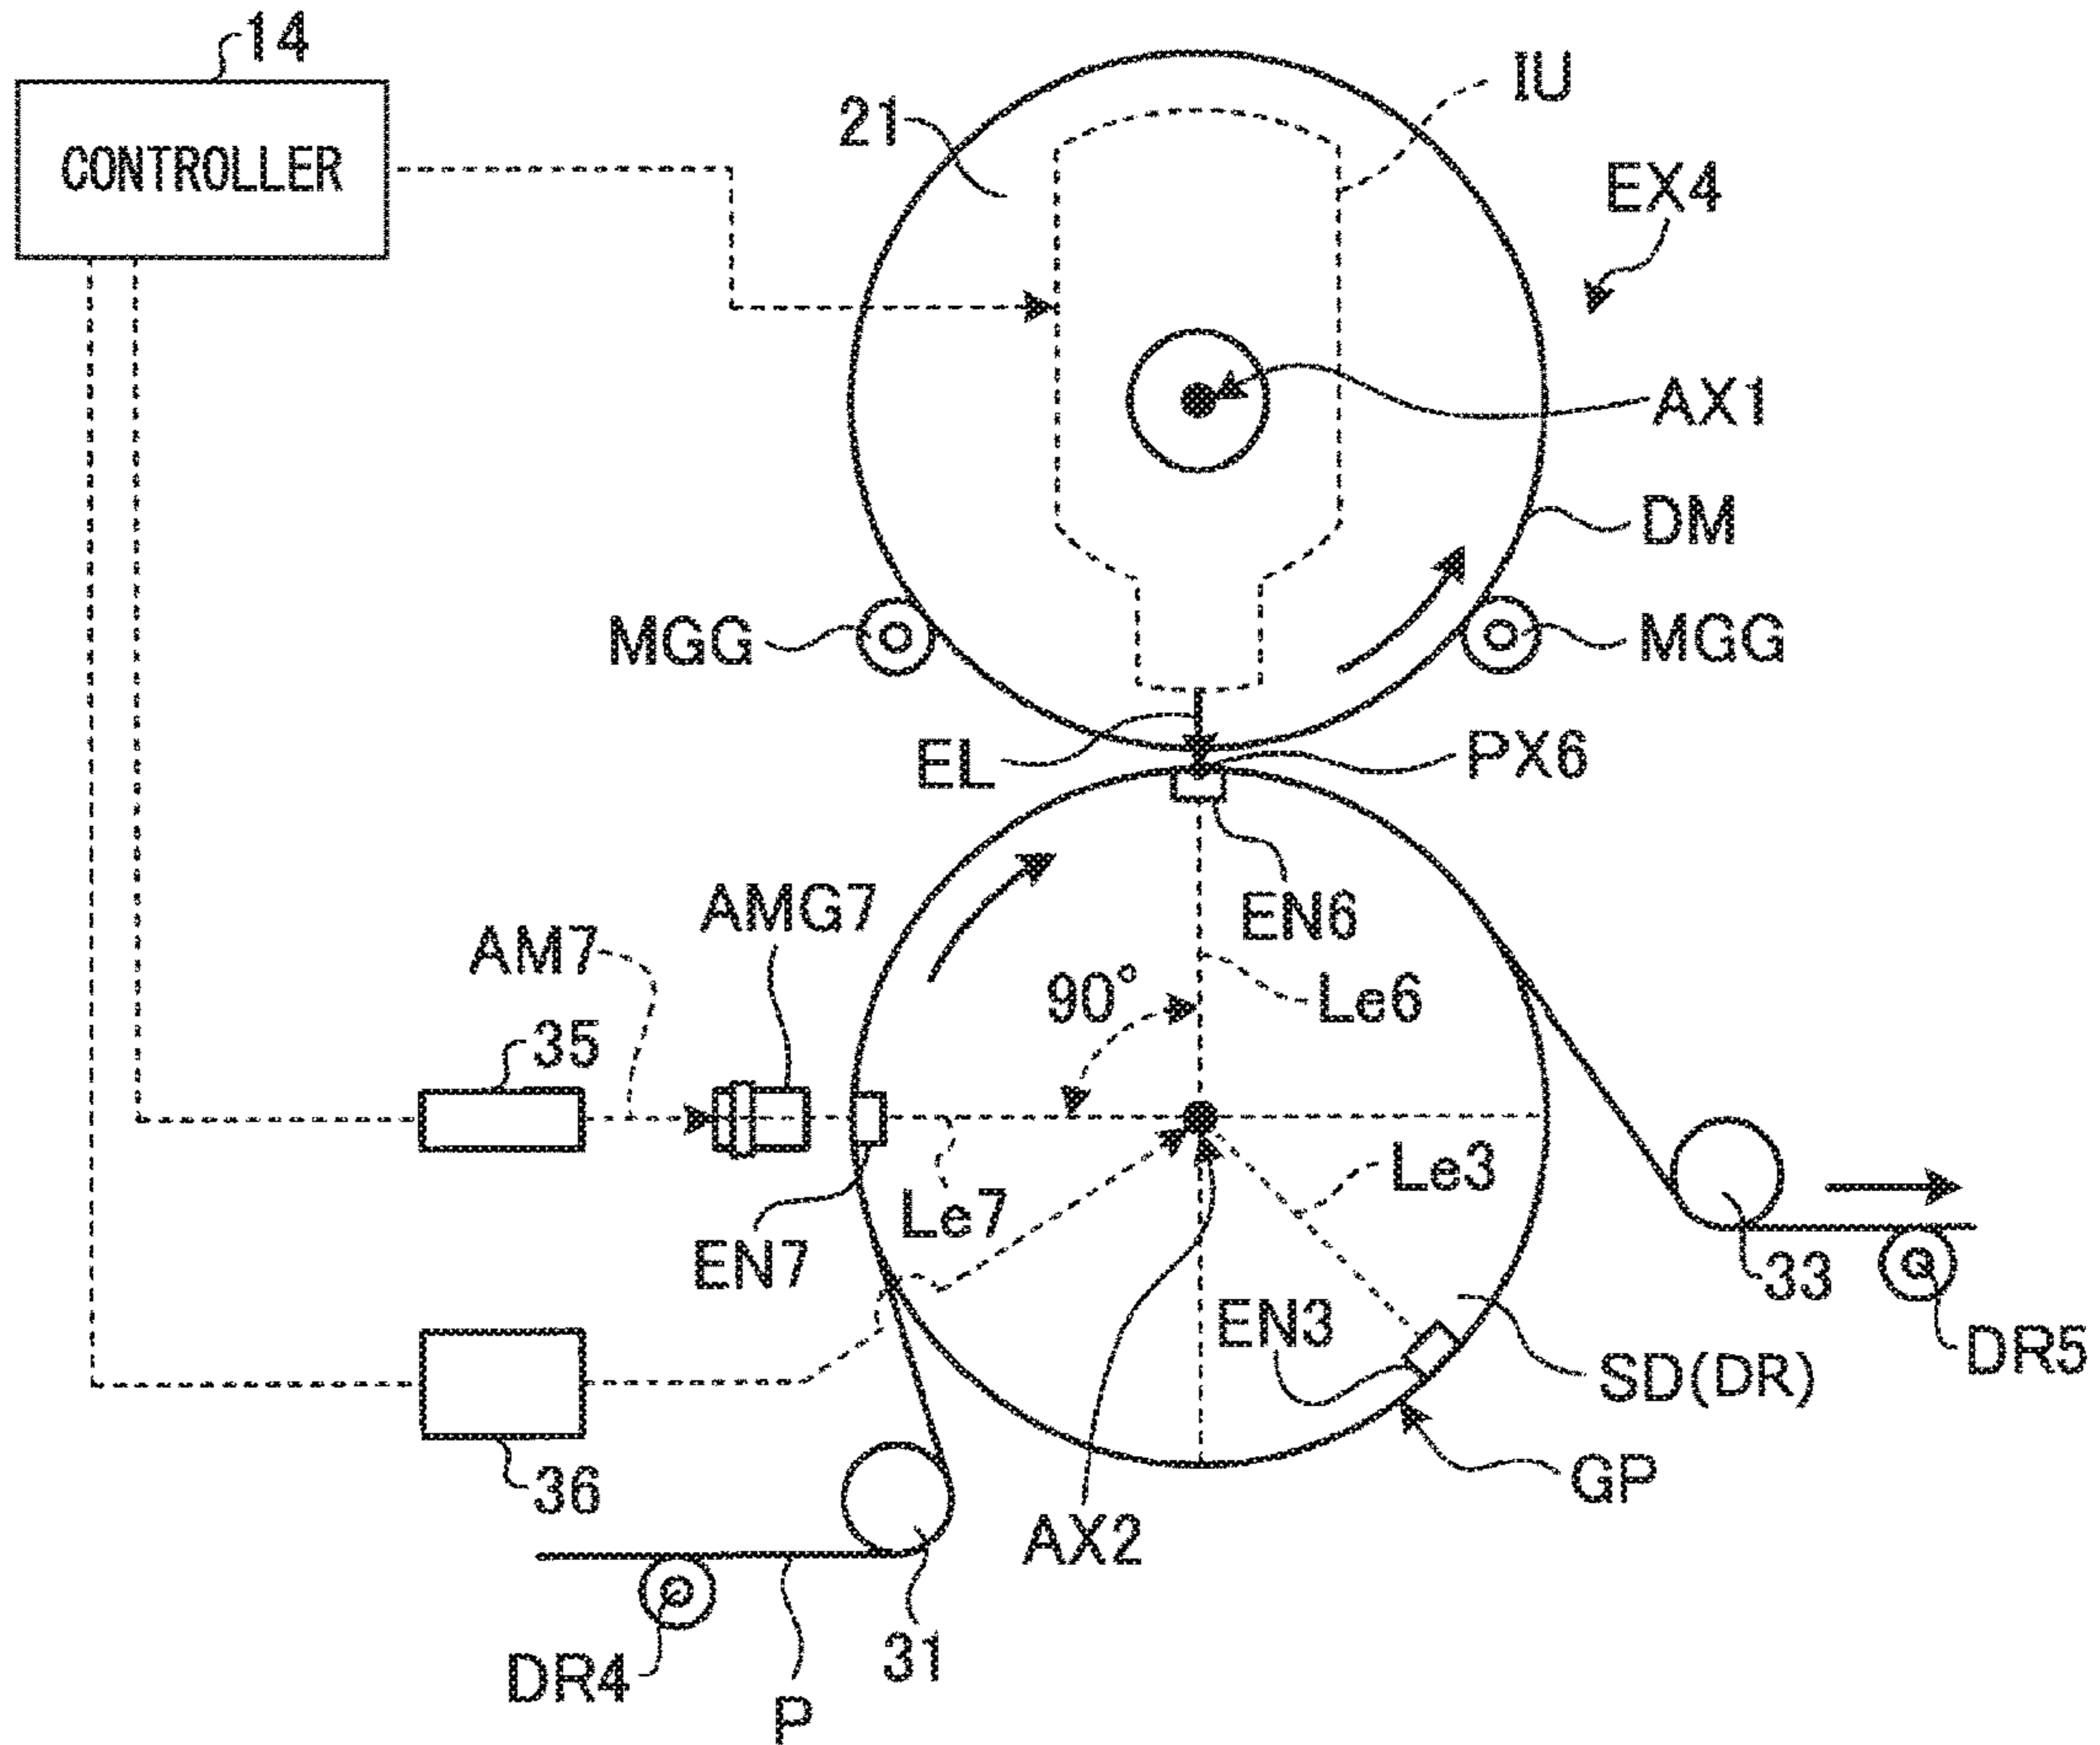 14
IU
21
CONTROLLER
EX4
AX1
DM
MGG
MGG
EL
PX6
AMG7
EN6
AM7
90°
Le6
35
Le3
Le7
EN7
33
EN3
DR5
SD(DR)
36
GP
AX2
31
DR4
P